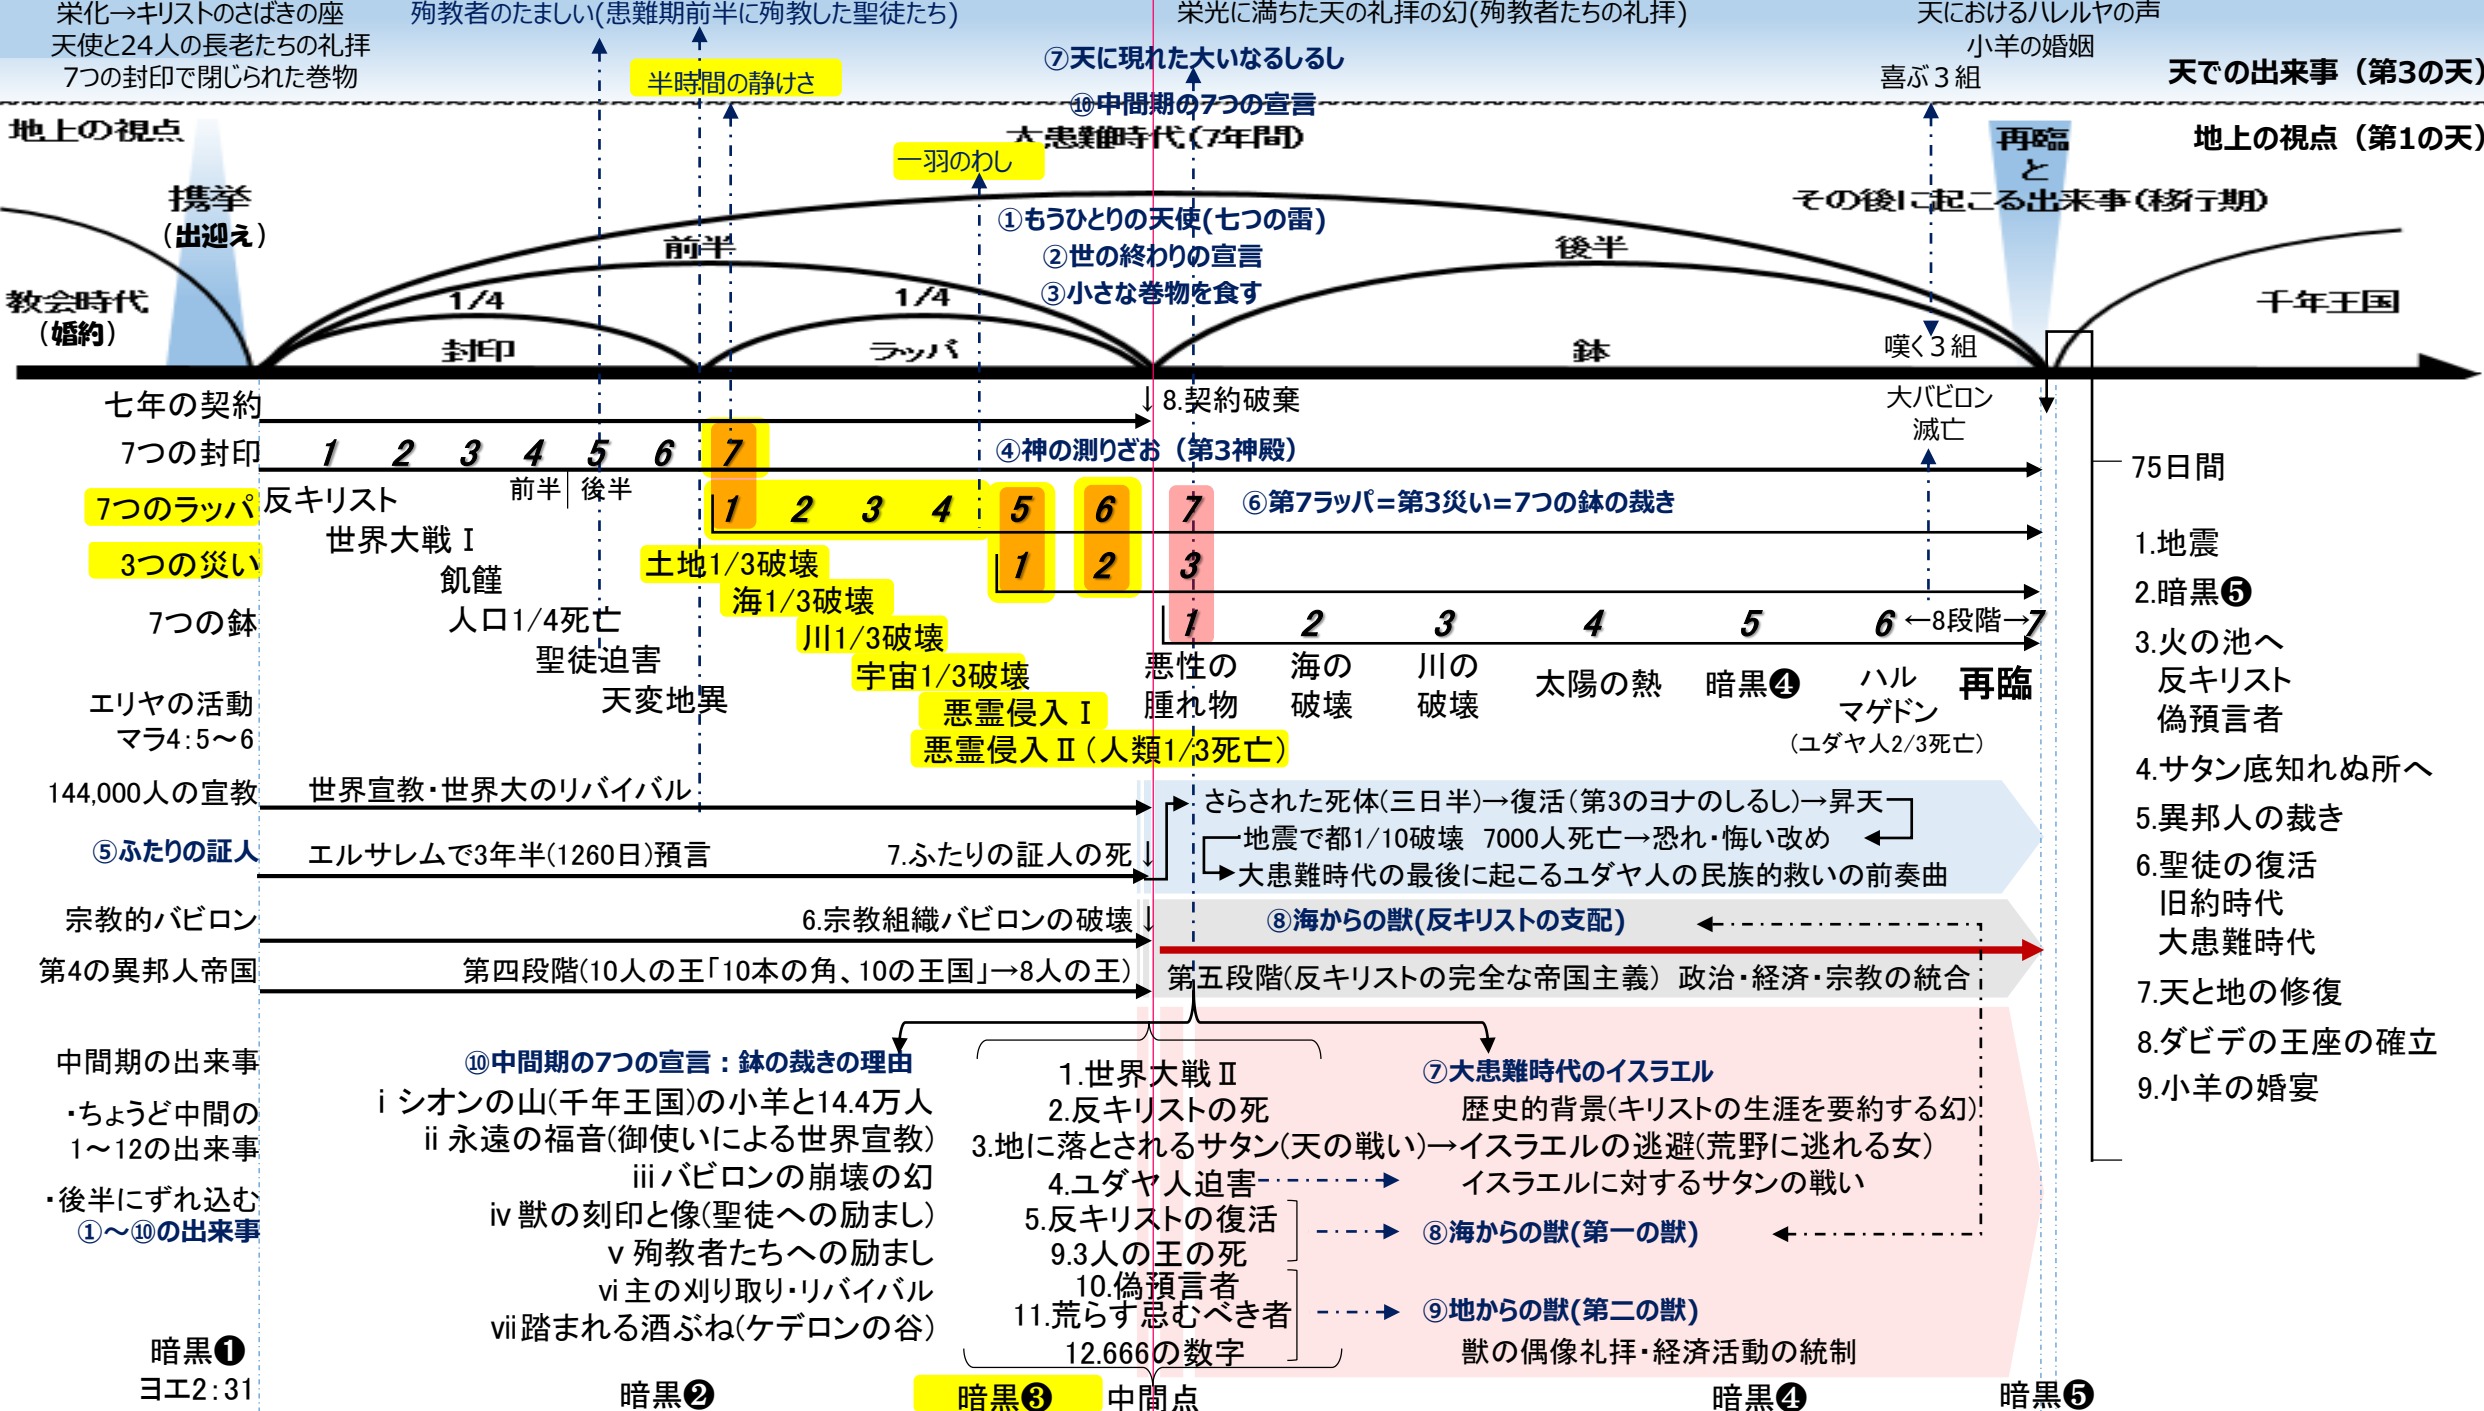 栄化→キリストのさばきの座
天使と24人の長老たちの礼拝
7つの封印で閉じられた巻物
殉教者のたましい(患難期前半に殉教した聖徒たち)
栄光に満ちた天の礼拝の幻(殉教者たちの礼拝)
天におけるハレルヤの声
小羊の婚姻
喜ぶ3組
天での出来事（第3の天）
半時間の静けさ
⑦天に現れた大いなるしるし
⑩中間期の7つの宣言
地上の視点
大患難時代(7年間)
再臨
と
その後に起こる出来事(移行期)
地上の視点（第1の天）
一羽のわし
携挙
(出迎え)
①もうひとりの天使(七つの雷)
②世の終わりの宣言
③小さな巻物を食す
前半
後半
教会時代
(婚約)
1/4
1/4
千年王国
封印
ラッパ
鉢
嘆く3組
七年の契約
↓8.契約破棄
大バビロン
滅亡
7つの封印
1 2 3 4 5 6 7
④神の測りざお（第3神殿）
前半 後半
75日間
7つのラッパ
1 2 3 4 5 6 7
⑥第7ラッパ=第3災い=7つの鉢の裁き
反キリスト
世界大戦Ⅰ
飢饉
人口1/4死亡
聖徒迫害
天変地異
3つの災い
1 2 3
土地1/3破壊
海1/3破壊
川1/3破壊
宇宙1/3破壊
悪霊侵入Ⅰ
悪霊侵入Ⅱ(人類1/3死亡)
7つの鉢
1 2 3 4 5 6 ←8段階→7
悪性の
腫れ物
海の
破壊
川の
破壊
太陽の熱
暗黒❹
ハル
マゲドン
(ユダヤ人2/3死亡)
再臨
1.地震
2.暗黒❺
3.火の池へ
反キリスト
偽預言者
4.サタン底知れぬ所へ
5.異邦人の裁き
6.聖徒の復活
旧約時代
大患難時代
7.天と地の修復
8.ダビデの王座の確立
9.小羊の婚宴
エリヤの活動
マラ4:5～6
144,000人の宣教
世界宣教・世界大のリバイバル
さらされた死体(三日半)→復活(第3のヨナのしるし)→昇天
地震で都1/10破壊 7000人死亡→恐れ・悔い改め
大患難時代の最後に起こるユダヤ人の民族的救いの前奏曲
⑤ふたりの証人
エルサレムで3年半(1260日)預言
7.ふたりの証人の死↓
宗教的バビロン
6.宗教組織バビロンの破壊↓
⑧海からの獣(反キリストの支配)
第4の異邦人帝国
第四段階(10人の王「10本の角、10の王国」→8人の王)
第五段階(反キリストの完全な帝国主義) 政治・経済・宗教の統合
中間期の出来事
・ちょうど中間の
1～12の出来事
・後半にずれ込む
①～⑩の出来事
⑩中間期の7つの宣言：鉢の裁きの理由
ⅰシオンの山(千年王国)の小羊と14.4万人
ⅱ永遠の福音(御使いによる世界宣教)
ⅲバビロンの崩壊の幻
ⅳ獣の刻印と像(聖徒への励まし)
ⅴ殉教者たちへの励まし
ⅵ主の刈り取り・リバイバル
ⅶ踏まれる酒ぶね(ケデロンの谷)
1.世界大戦Ⅱ
2.反キリストの死
3.地に落とされるサタン(天の戦い)→イスラエルの逃避(荒野に逃れる女)
4.ユダヤ人迫害
5.反キリストの復活
9.3人の王の死
10.偽預言者
11.荒らす忌むべき者
12.666の数字
⑦大患難時代のイスラエル
歴史的背景(キリストの生涯を要約する幻)
イスラエルに対するサタンの戦い
⑧海からの獣(第一の獣)
⑨地からの獣(第二の獣)
獣の偶像礼拝・経済活動の統制
暗黒❶
ヨエ2:31
暗黒❷
暗黒❸
中間点
暗黒❹
暗黒❺